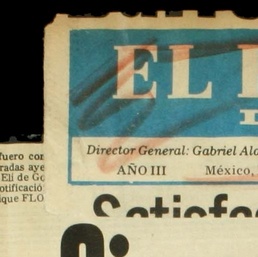 EL
Director General: Gabriel Ala
AÑO III México,
fuero con
radas aye
Eli de Go
otificació
ique FLO
Satisfac